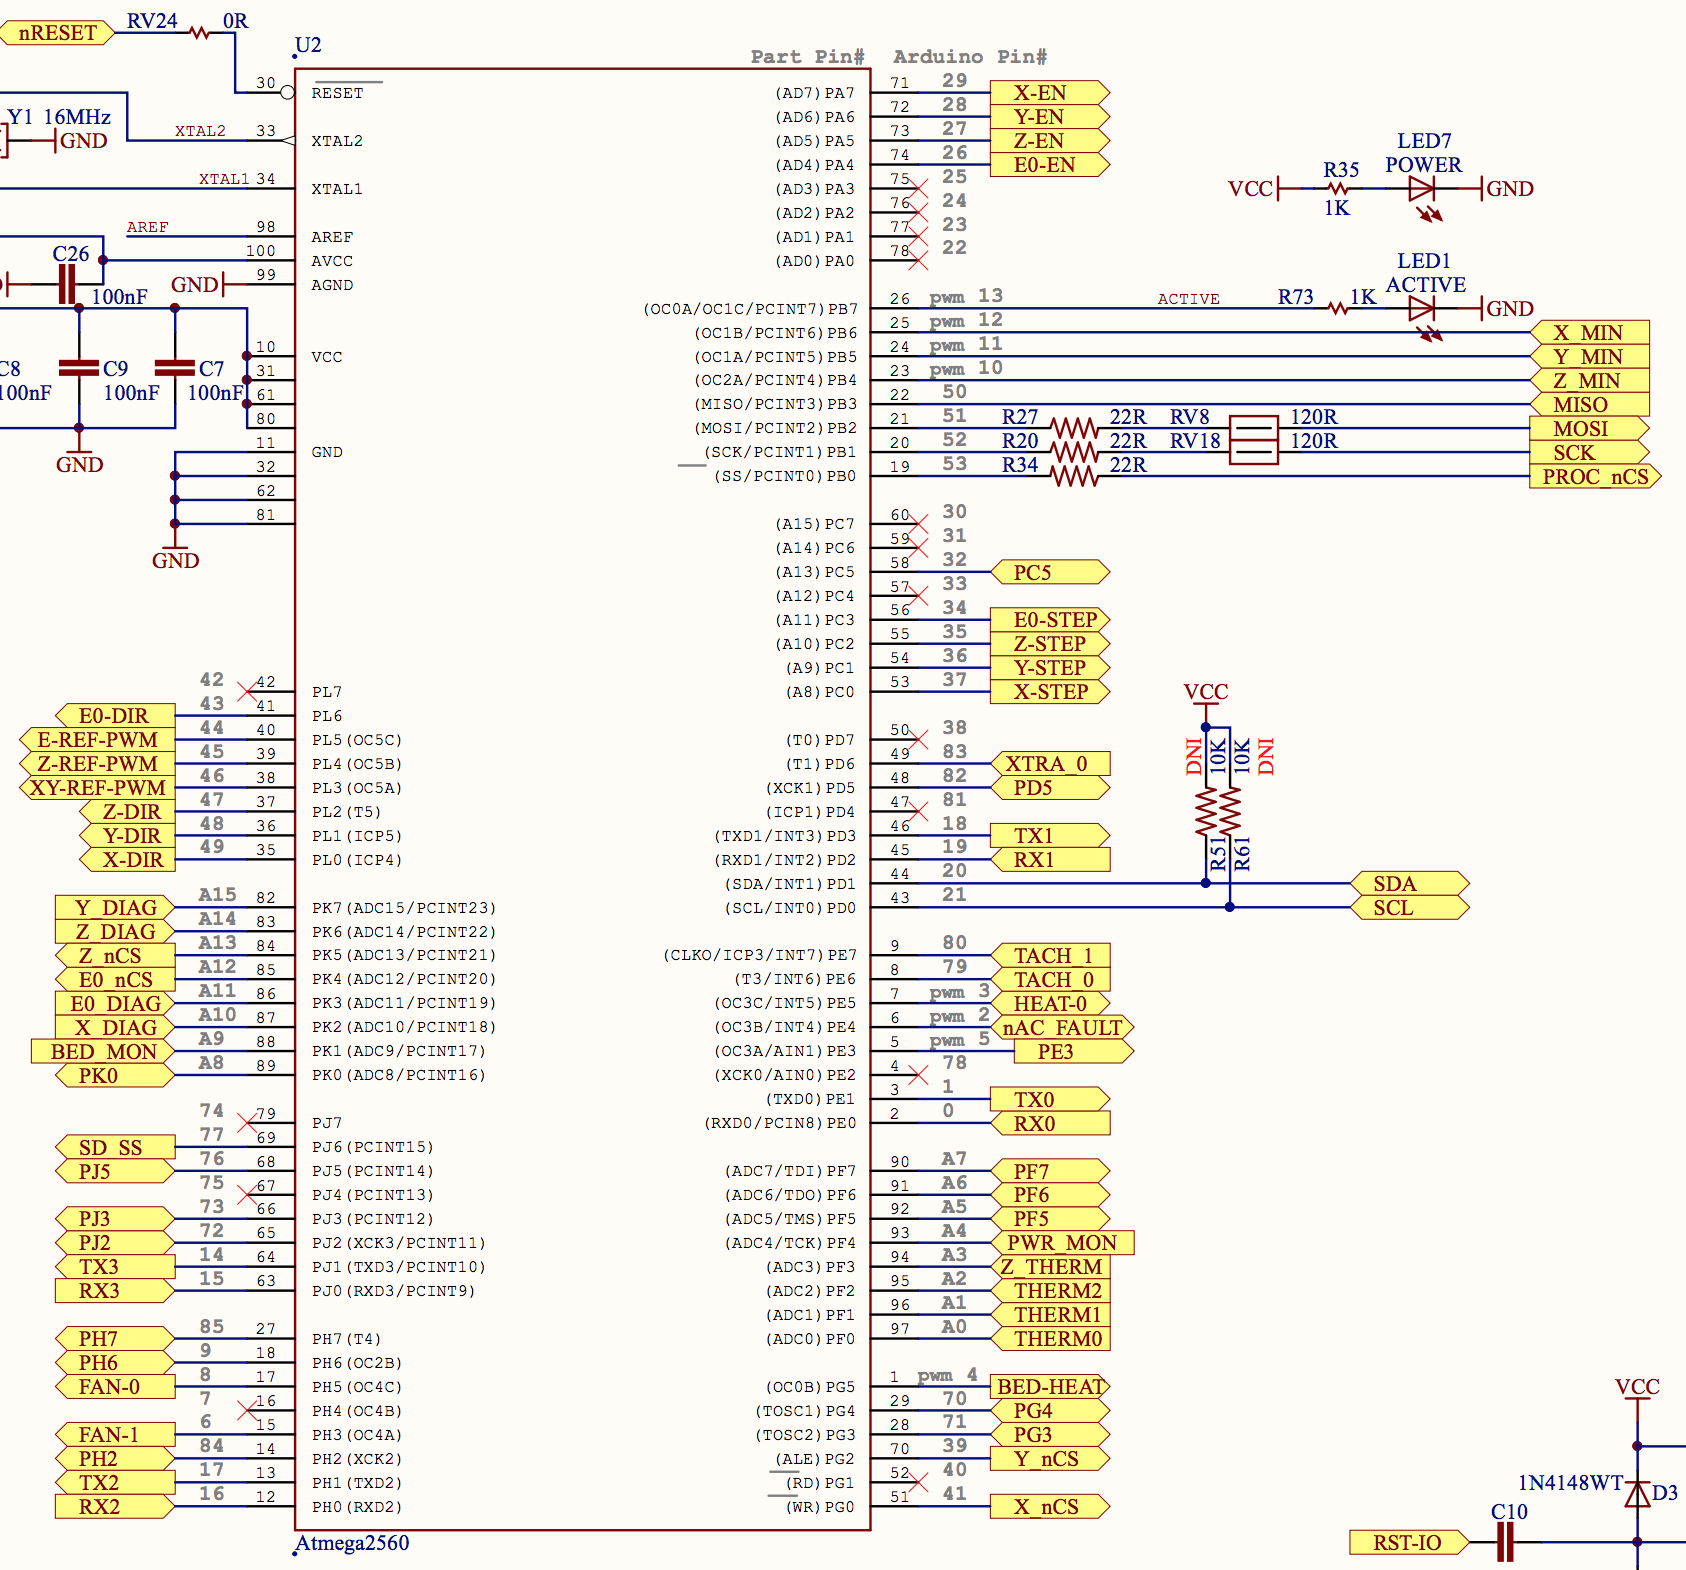 nRESET RV24 0R
U2
Part Pin# Arduino Pin#
30 RESET (AD7)PA7 71 29 X-EN
(AD6)PA6 72 28 Y-EN
Y1 16MHz GND XTAL2 33 XTAL2 (AD5)PA5 73 27 Z-EN
(AD4)PA4 74 26 E0-EN
XTAL1 34 XTAL1 (AD3)PA3 75 25
(AD2)PA2 76 24
AREF 98 AREF (AD1)PA1 77 23
100 AVCC (AD0)PA0 78 22
C26 100nF
GND 99 AGND
LED7
POWER
VCC R35 1K GND
LED1
ACTIVE
(OC0A/OC1C/PCINT7)PB7 26 pwm 13 ACTIVE R73 1K GND
(OC1B/PCINT6)PB6 25 pwm 12 X_MIN
10 VCC (OC1A/PCINT5)PB5 24 pwm 11 Y_MIN
31 (OC2A/PCINT4)PB4 23 pwm 10 Z_MIN
61 (MISO/PCINT3)PB3 22 50 MISO
80 (MOSI/PCINT2)PB2 21 51 R27 22R RV8 120R MOSI
11 GND (SCK/PCINT1)PB1 20 52 R20 22R RV18 120R SCK
32 (SS/PCINT0)PB0 19 53 R34 22R PROC_nCS
62
81
C8 C9 C7
100nF 100nF 100nF
GND
GND
(A15)PC7 60 30
(A14)PC6 59 31
(A13)PC5 58 32 PC5
(A12)PC4 57 33
(A11)PC3 56 34 E0-STEP
(A10)PC2 55 35 Z-STEP
(A9)PC1 54 36 Y-STEP
42 42 PL7 (A8)PC0 53 37 X-STEP
E0-DIR 43 41 PL6
E-REF-PWM 44 40 PL5(OC5C) (T0)PD7 50 38
Z-REF-PWM 45 39 PL4(OC5B) (T1)PD6 49 83 XTRA_0
XY-REF-PWM 46 38 PL3(OC5A) (XCK1)PD5 48 82 PD5
Z-DIR 47 37 PL2(T5) (ICP1)PD4 47 81
Y-DIR 48 36 PL1(ICP5) (TXD1/INT3)PD3 46 18 TX1
X-DIR 49 35 PL0(ICP4) (RXD1/INT2)PD2 45 19 RX1
(SDA/INT1)PD1 44 20 SDA
(SCL/INT0)PD0 43 21 SCL
VCC
DNI 10K 10K DNI
R51 R61
Y_DIAG A15 82 PK7(ADC15/PCINT23)
Z_DIAG A14 83 PK6(ADC14/PCINT22)
Z_nCS A13 84 PK5(ADC13/PCINT21) (CLKO/ICP3/INT7)PE7 9 80 TACH_1
E0_nCS A12 85 PK4(ADC12/PCINT20) (T3/INT6)PE6 8 79 TACH_0
E0_DIAG A11 86 PK3(ADC11/PCINT19) (OC3C/INT5)PE5 7 pwm 3 HEAT-0
X_DIAG A10 87 PK2(ADC10/PCINT18) (OC3B/INT4)PE4 6 pwm 2 nAC_FAULT
BED_MON A9 88 PK1(ADC9/PCINT17) (OC3A/AIN1)PE3 5 pwm 5 PE3
PK0 A8 89 PK0(ADC8/PCINT16) (XCK0/AIN0)PE2 4 78
(TXD0)PE1 3 1 TX0
74 79 PJ7 (RXD0/PCIN8)PE0 2 0 RX0
SD_SS 77 69 PJ6(PCINT15)
PJ5 76 68 PJ5(PCINT14) (ADC7/TDI)PF7 90 A7 PF7
75 67 PJ4(PCINT13) (ADC6/TDO)PF6 91 A6 PF6
PJ3 73 66 PJ3(PCINT12) (ADC5/TMS)PF5 92 A5 PF5
PJ2 72 65 PJ2(XCK3/PCINT11) (ADC4/TCK)PF4 93 A4 PWR_MON
TX3 14 64 PJ1(TXD3/PCINT10) (ADC3)PF3 94 A3 Z_THERM
RX3 15 63 PJ0(RXD3/PCINT9) (ADC2)PF2 95 A2 THERM2
(ADC1)PF1 96 A1 THERM1
PH7 85 27 PH7(T4) (ADC0)PF0 97 A0 THERM0
PH6 9 18 PH6(OC2B)
FAN-0 8 17 PH5(OC4C) (OC0B)PG5 1 pwm 4 BED-HEAT
7 16 PH4(OC4B) (TOSC1)PG4 29 70 PG4
FAN-1 6 15 PH3(OC4A) (TOSC2)PG3 28 71 PG3
PH2 84 14 PH2(XCK2) (ALE)PG2 70 39 Y_nCS
TX2 17 13 PH1(TXD2) (RD)PG1 52 40
RX2 16 12 PH0(RXD2) (WR)PG0 51 41 X_nCS
Atmega2560
VCC
1N4148WT D3
C10
RST-IO